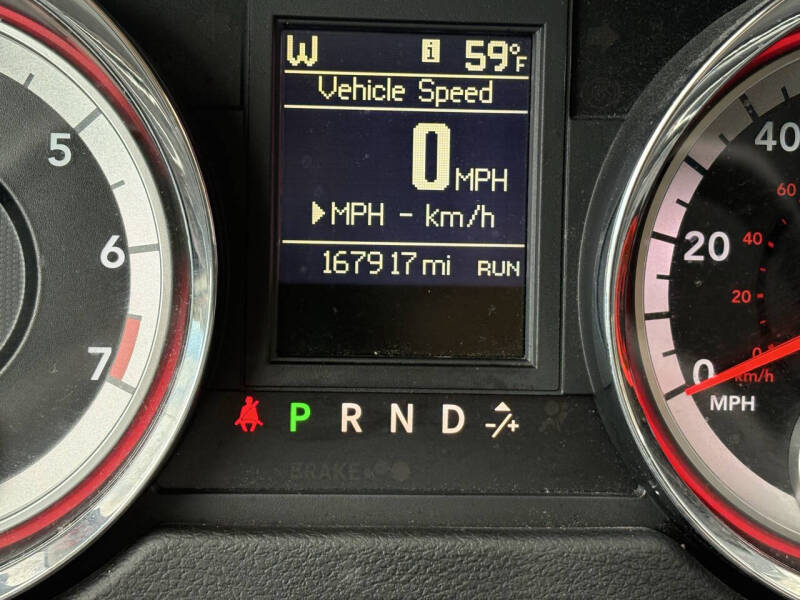 W i 59°F
Vehicle Speed
0 MPH
MPH - km/h
167917 mi RUN
5
6
7
40
60
20
40
20
0
0
km/h
MPH
P R N D -/+
BRAKE